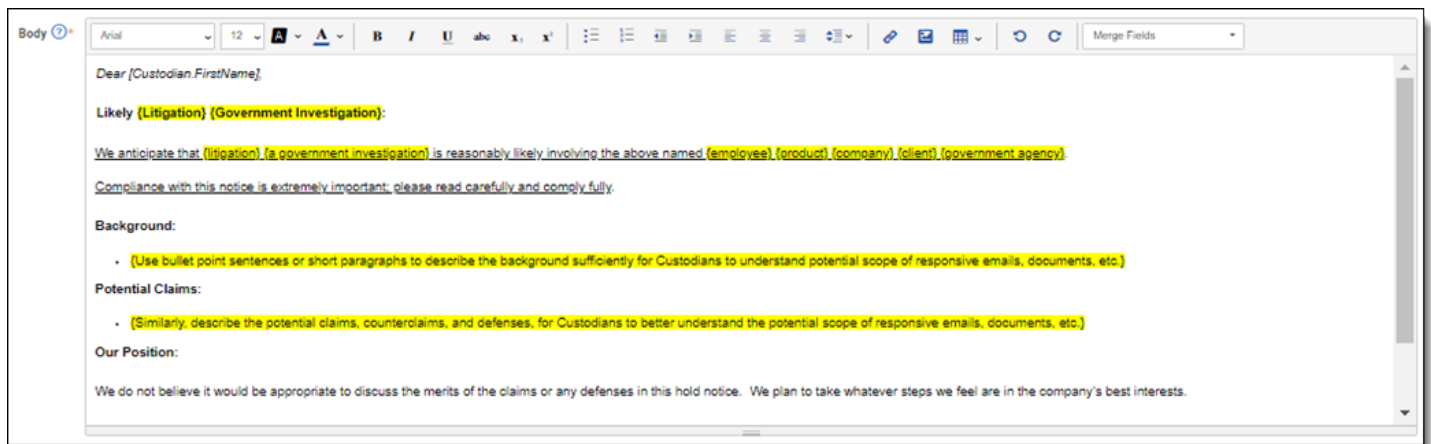 Body ?*
Arial 12 A A B I U abc x₂ x² Merge Fields
Dear [Custodian.FirstName],
Likely {Litigation} {Government Investigation}:
We anticipate that {litigation} {a government investigation} is reasonably likely involving the above named {employee} {product} {company} {client} {government agency}.
Compliance with this notice is extremely important; please read carefully and comply fully.
Background:
• {Use bullet point sentences or short paragraphs to describe the background sufficiently for Custodians to understand potential scope of responsive emails, documents, etc.}
Potential Claims:
• {Similarly, describe the potential claims, counterclaims, and defenses, for Custodians to better understand the potential scope of responsive emails, documents, etc.}
Our Position:
We do not believe it would be appropriate to discuss the merits of the claims or any defenses in this hold notice. We plan to take whatever steps we feel are in the company's best interests.